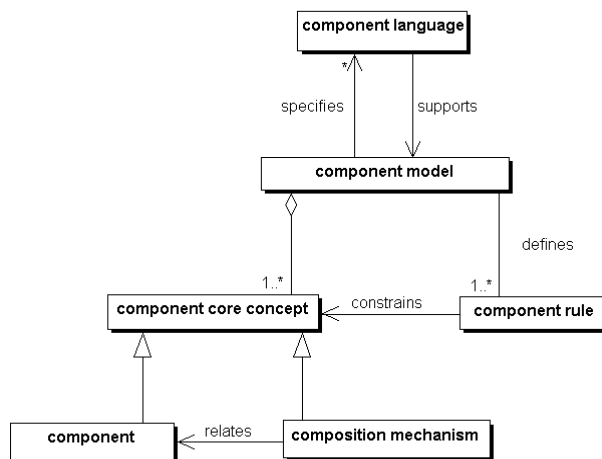 component language
*
specifies
supports
component model
defines
1..*
1..*
component core concept
constrains
component rule
component
relates
composition mechanism